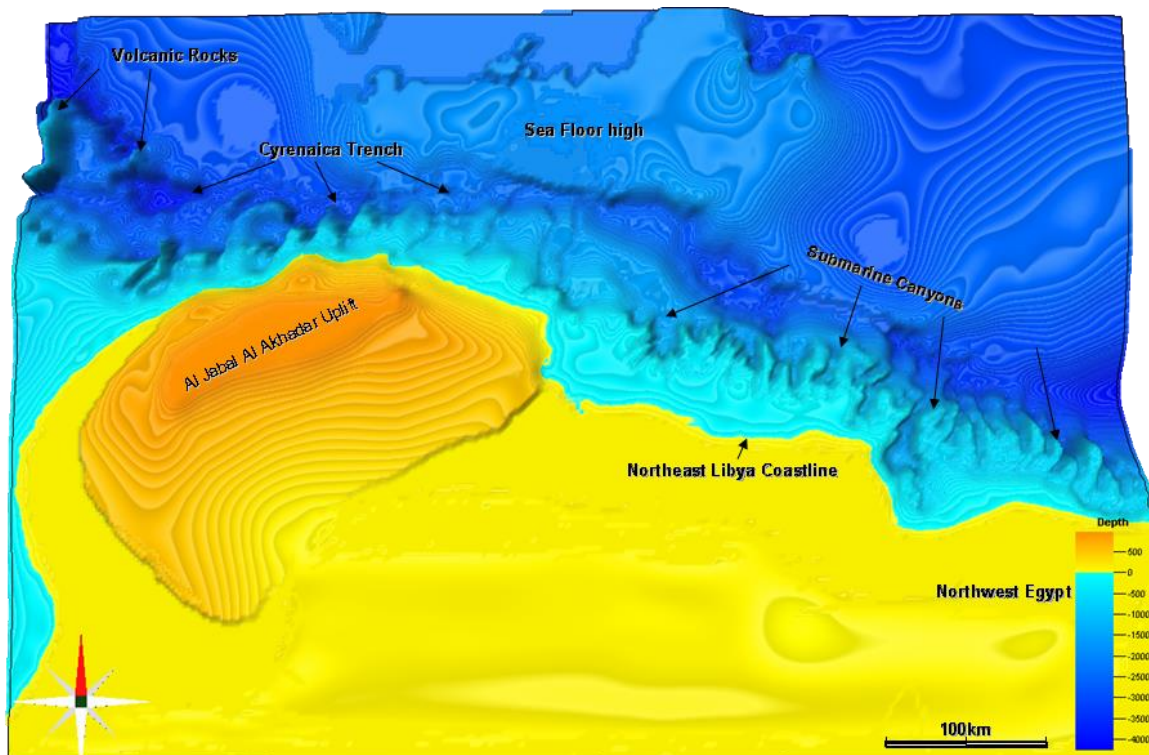 Volcanic Rocks
Sea Floor high
Cyrenaica Trench
Submarine Canyons
Al Jabal Al Akhadar Uplift
Northeast Libya Coastline
Depth
500
0
-500
-1000
-1500
-2000
-2500
-3000
-3500
-4000
Northwest Egypt
100km